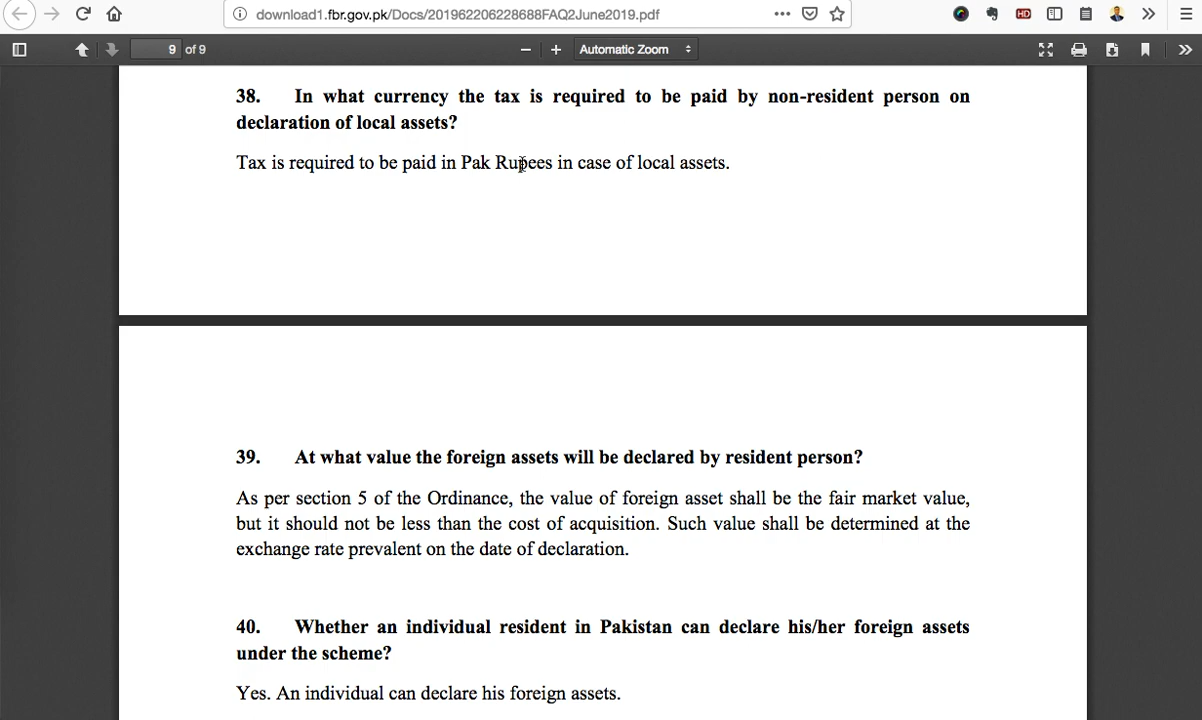 download1.fbr.gov.pk/Docs/201962206228688FAQ2June2019.pdf
HD
9 of 9
Automatic Zoom
38. In what currency the tax is required to be paid by non-resident person on
declaration of local assets?
Tax is required to be paid in Pak Rupees in case of local assets.
39. At what value the foreign assets will be declared by resident person?
As per section 5 of the Ordinance, the value of foreign asset shall be the fair market value,
but it should not be less than the cost of acquisition. Such value shall be determined at the
exchange rate prevalent on the date of declaration.
40. Whether an individual resident in Pakistan can declare his/her foreign assets
under the scheme?
Yes. An individual can declare his foreign assets.